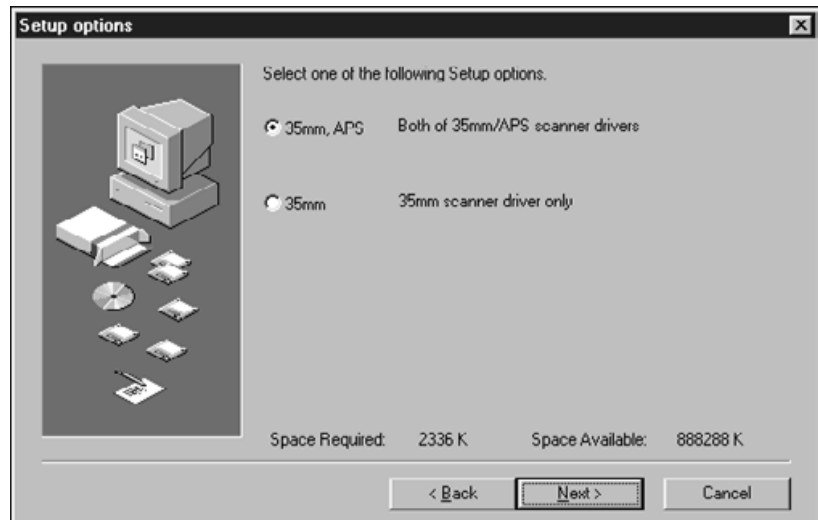 Setup options
Select one of the following Setup options.
35mm, APS Both of 35mm/APS scanner drivers
35mm 35mm scanner driver only
Space Required: 2336 K Space Available: 888288 K
< Back Next > Cancel